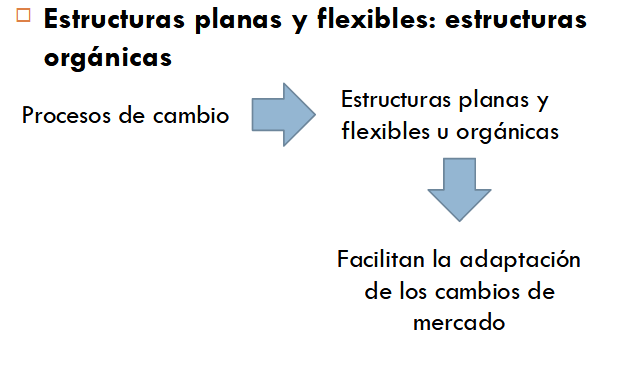 Estructuras planas y flexibles: estructuras
orgánicas
Procesos de cambio
Estructuras planas y
flexibles u orgánicas
Facilitan la adaptación
de los cambios de
mercado